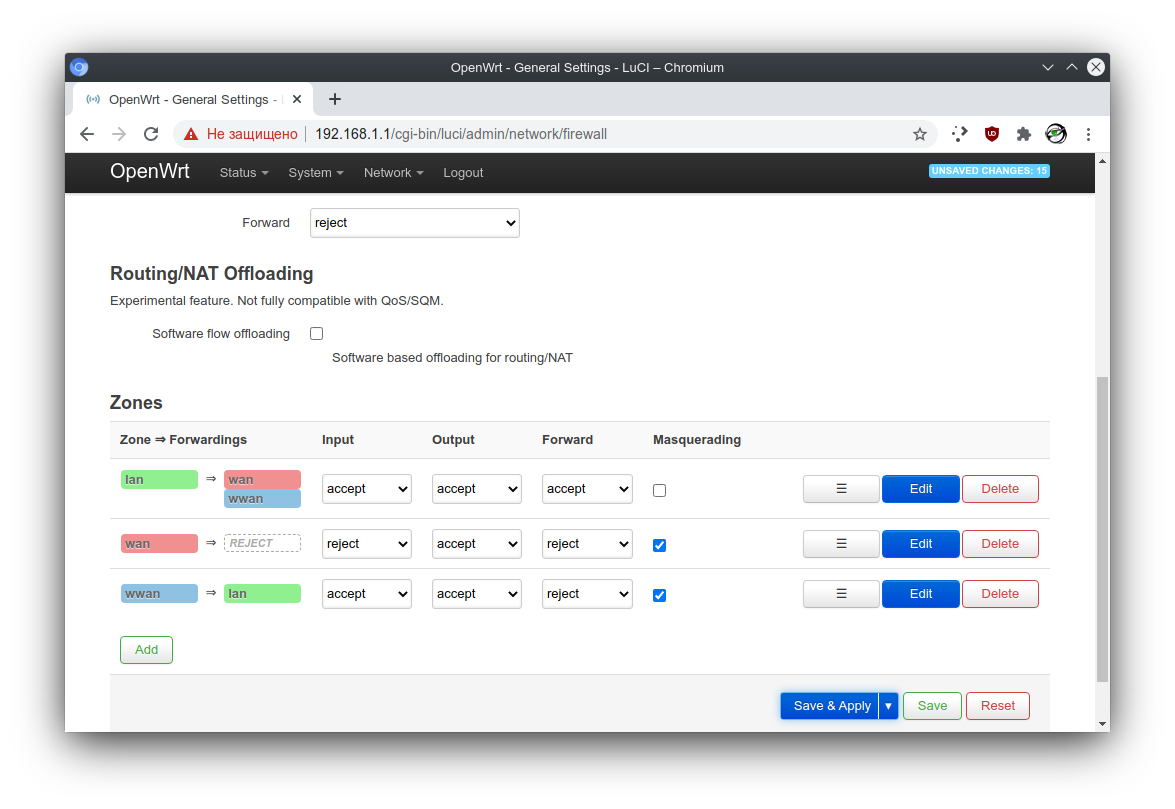 OpenWrt - General Settings - LuCI – Chromium
OpenWrt - General Settings -
Не защищено 192.168.1.1/cgi-bin/luci/admin/network/firewall
OpenWrt Status System Network Logout UNSAVED CHANGES: 15
Forward reject
Routing/NAT Offloading
Experimental feature. Not fully compatible with QoS/SQM.
Software flow offloading
Software based offloading for routing/NAT
Zones
Zone ⇒ Forwardings Input Output Forward Masquerading
lan ⇒ wan accept accept accept ☰ Edit Delete
wwan
wan ⇒ REJECT reject accept reject ☰ Edit Delete
wwan ⇒ lan accept accept reject ☰ Edit Delete
Add
Save & Apply ▾ Save Reset